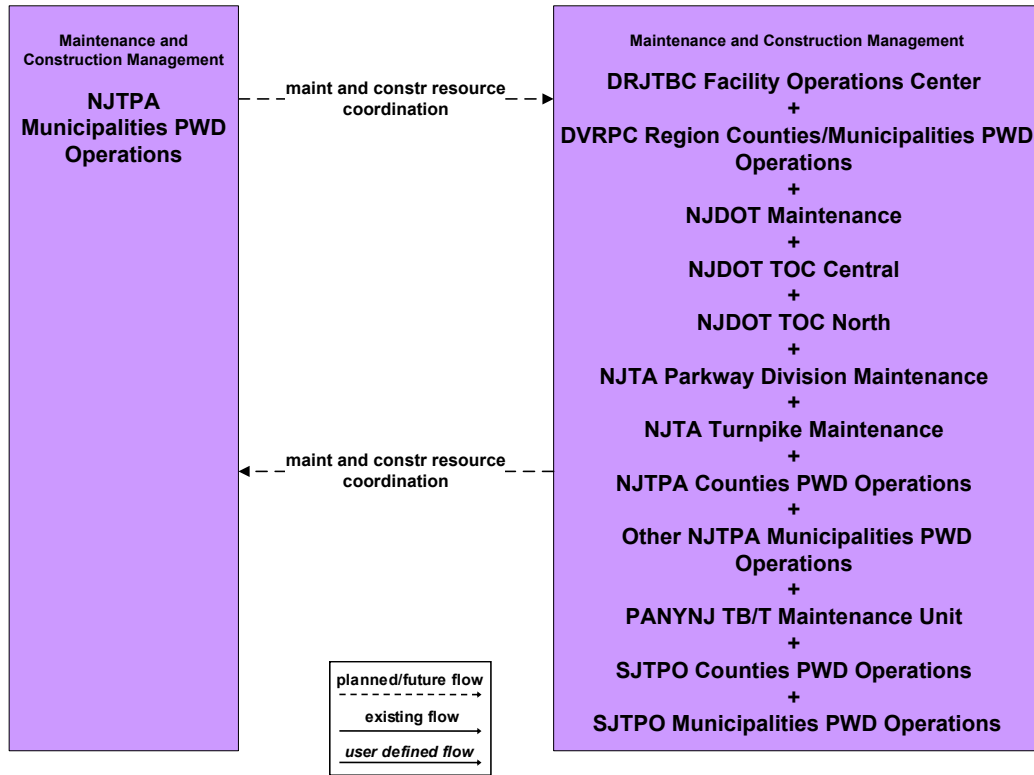 Maintenance and
Construction Management
NJTPA
Municipalities PWD
Operations
maint and constr resource
coordination
maint and constr resource
coordination
Maintenance and Construction Management
DRJTBC Facility Operations Center
+
DVRPC Region Counties/Municipalities PWD
Operations
+
NJDOT Maintenance
+
NJDOT TOC Central
+
NJDOT TOC North
+
NJTA Parkway Division Maintenance
+
NJTA Turnpike Maintenance
+
NJTPA Counties PWD Operations
+
Other NJTPA Municipalities PWD
Operations
+
PANYNJ TB/T Maintenance Unit
+
SJTPO Counties PWD Operations
+
SJTPO Municipalities PWD Operations
planned/future flow
existing flow
user defined flow